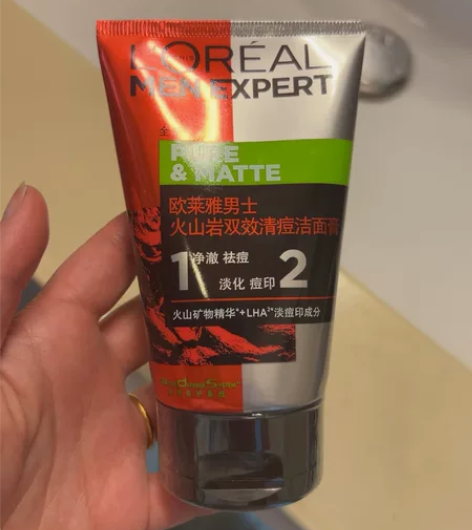 L'ORÉAL
MEN EXPERT
全
PURE
& MATTE
欧莱雅男士
火山岩双效清痘洁面膏
1 净澈 祛痘
淡化 痘印 2
火山矿物精华*+LHA²*淡痘印成分